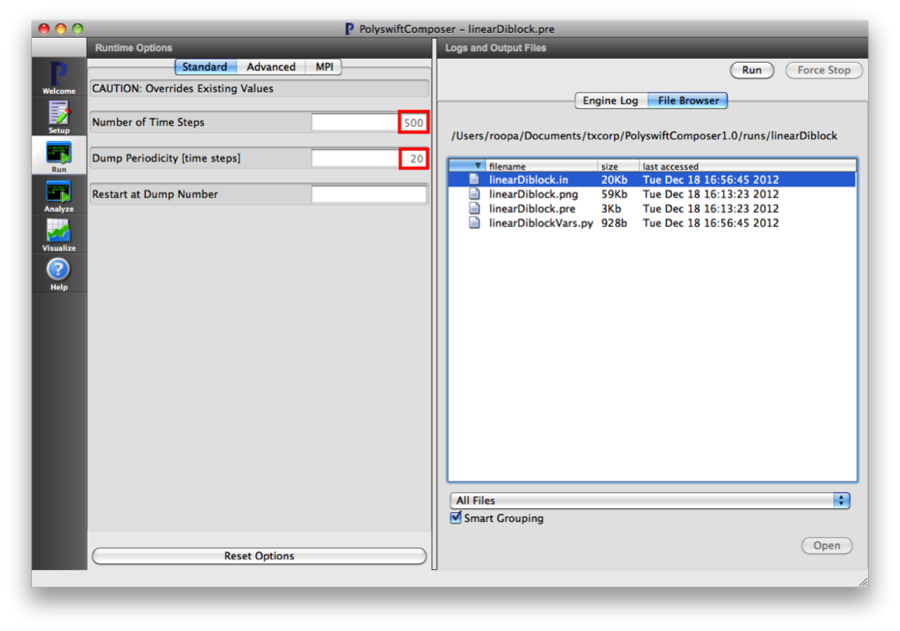 PolyswiftComposer - linearDiblock.pre
Runtime Options
Logs and Output Files
Welcome
Setup
Run
Analyze
Visualize
Help
Standard Advanced MPI
CAUTION: Overrides Existing Values
Number of Time Steps 500
Dump Periodicity [time steps] 20
Restart at Dump Number
Reset Options
Run Force Stop
Engine Log File Browser
/Users/roopa/Documents/txcorp/PolyswiftComposer1.0/runs/linearDiblock
filename size last accessed
linearDiblock.in 20Kb Tue Dec 18 16:56:45 2012
linearDiblock.png 59Kb Tue Dec 18 16:13:23 2012
linearDiblock.pre 3Kb Tue Dec 18 16:13:23 2012
linearDiblockVars.py 928b Tue Dec 18 16:56:45 2012
All Files
Smart Grouping
Open